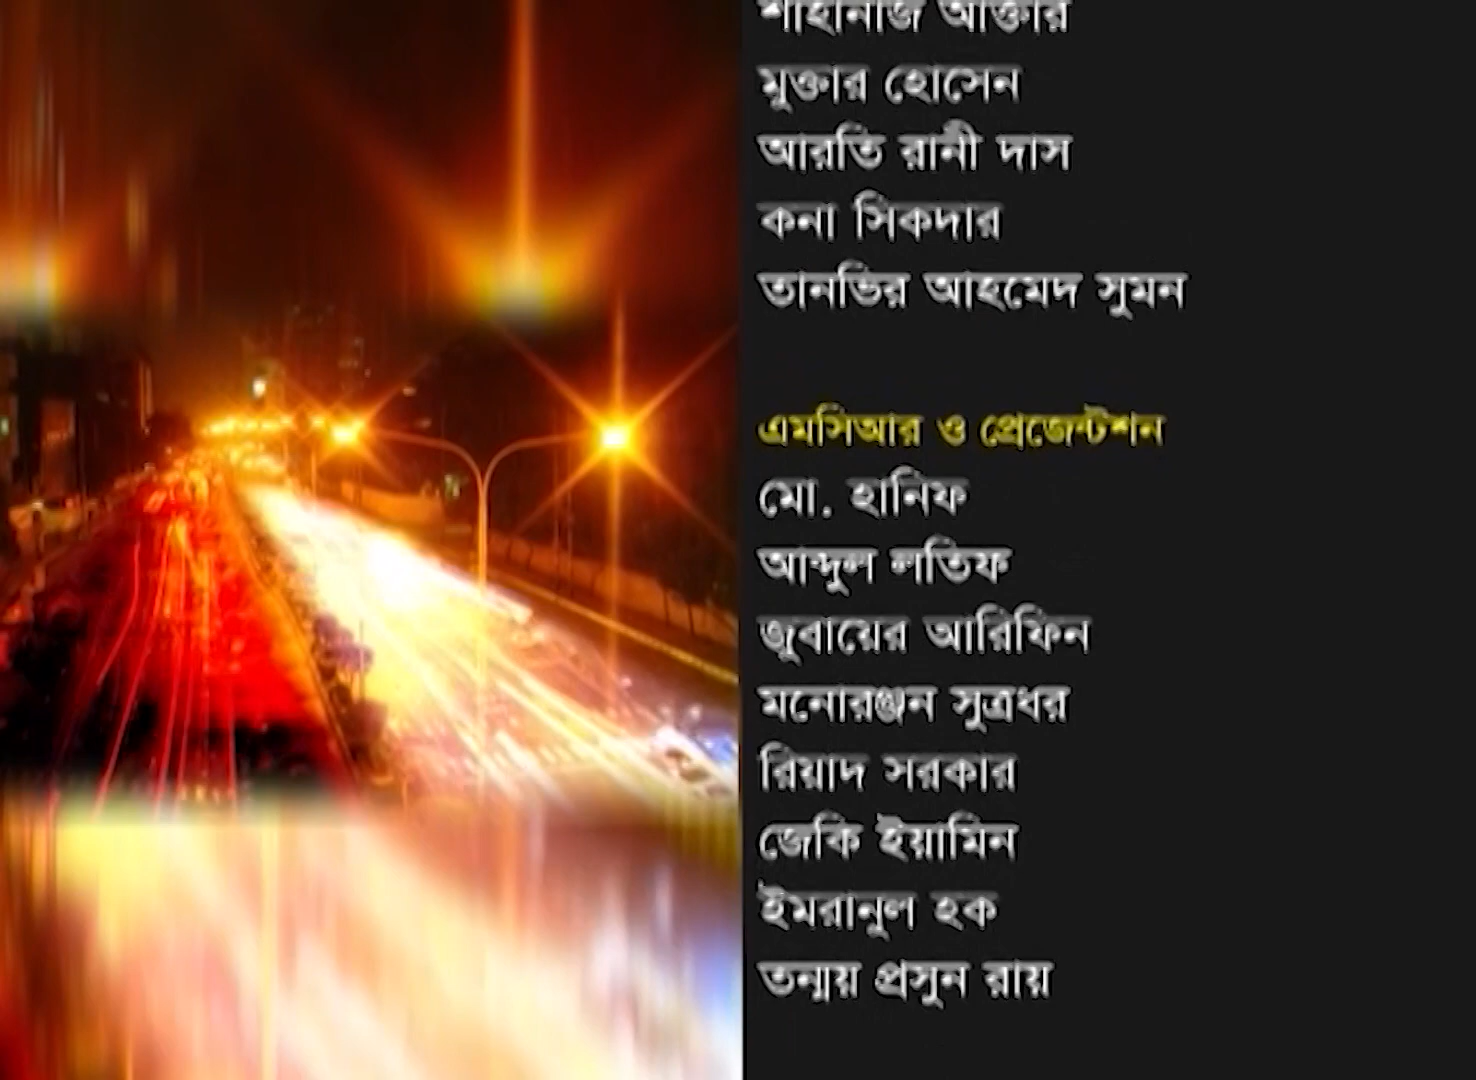 শাহানাজ আক্তার
মুক্তার হোসেন
আরতি রানী দাস
কনা সিকদার
তানভির আহমেদ সুমন
এমসিআর ও প্রেজেন্টশন
মো. হানিফ
আব্দুল লতিফ
জুবায়ের আরিফিন
মনোরঞ্জন সুত্রধর
রিয়াদ সরকার
জেকি ইয়ামিন
ইমরানুল হক
তন্ময় প্রসুন রায়